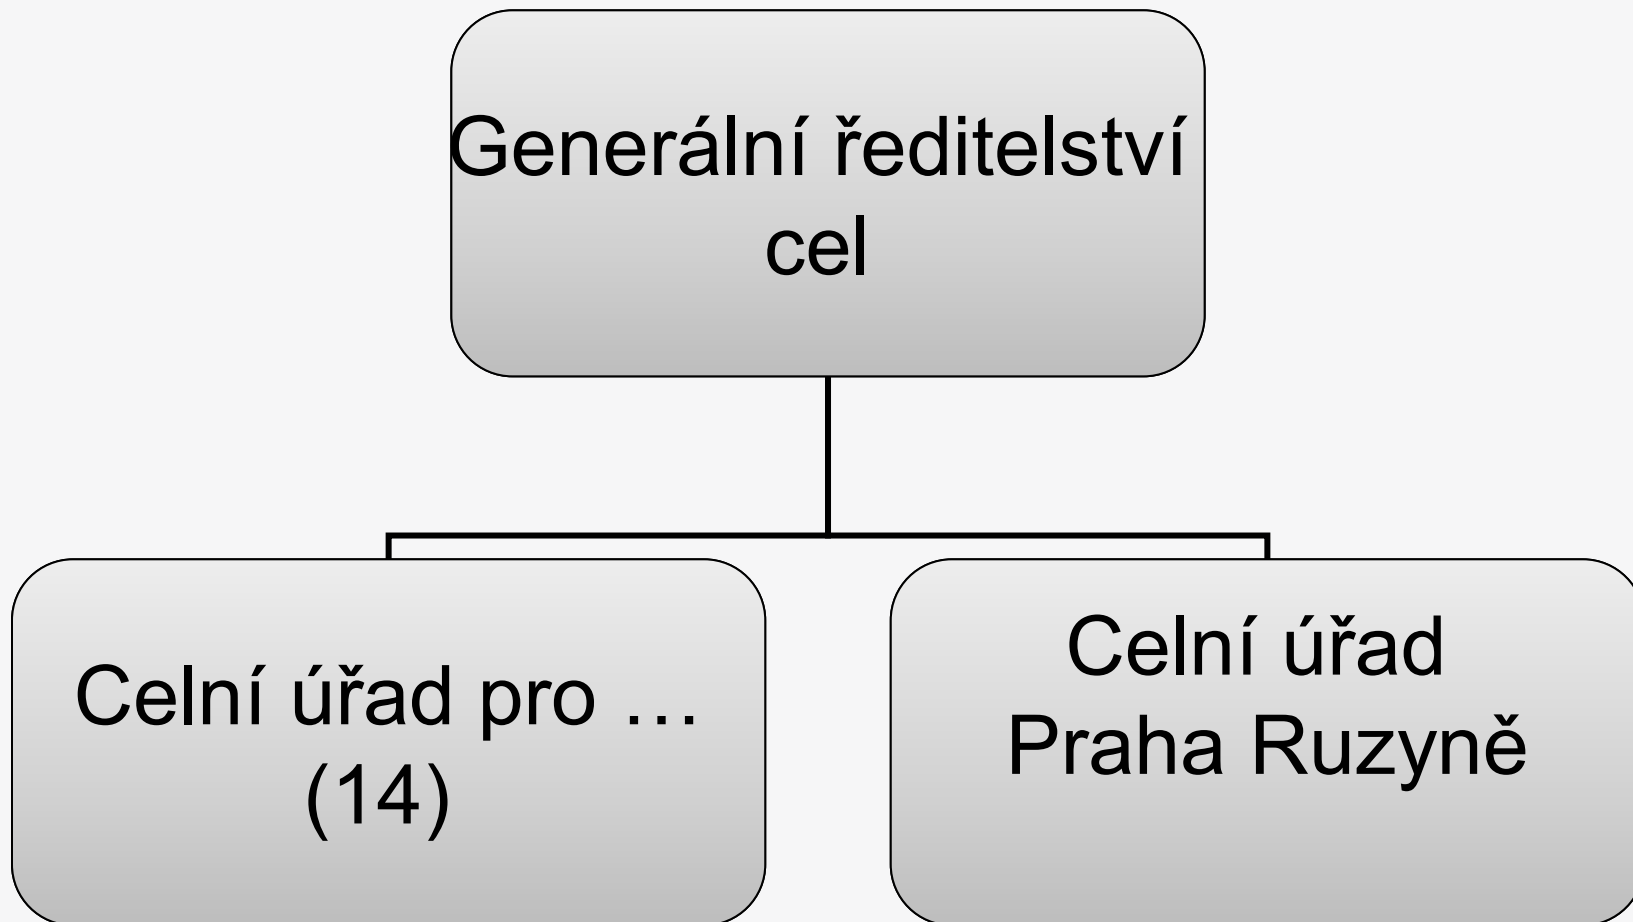 Generální ředitelství
cel
Celní úřad pro …
(14)
Celní úřad
Praha Ruzyně